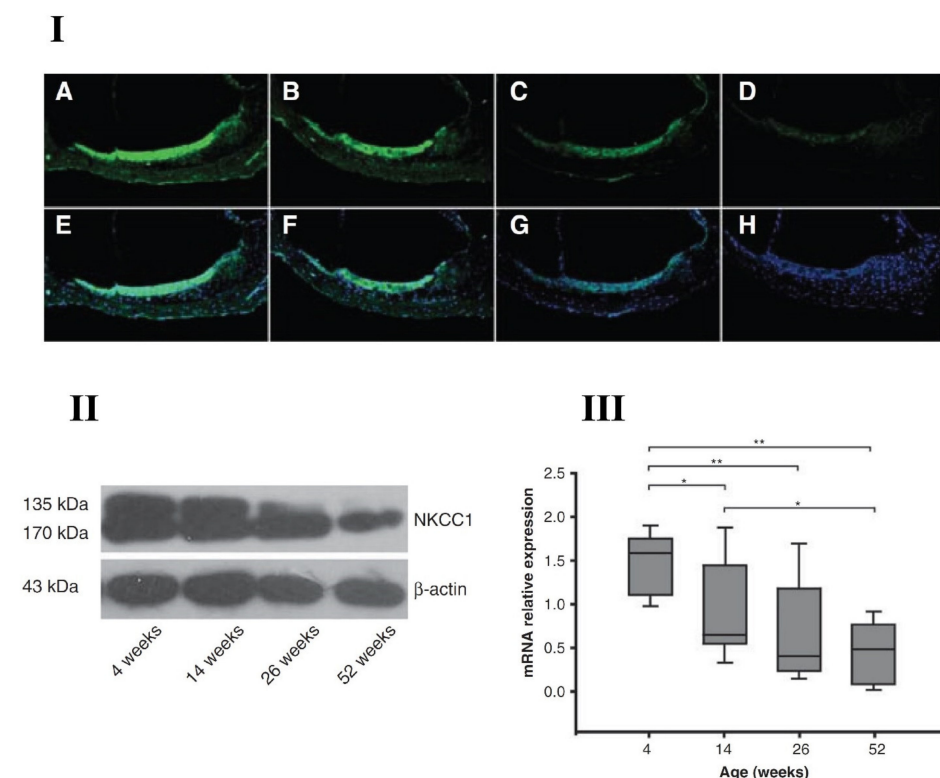 I
A B C D
E F G H
II
135 kDa
170 kDa
NKCC1
43 kDa
β-actin
4 weeks 14 weeks 26 weeks 52 weeks
III
**
**
*
*
2.5
2.0
1.5
1.0
0.5
0.0
mRNA relative expression
4 14 26 52
Age (weeks)